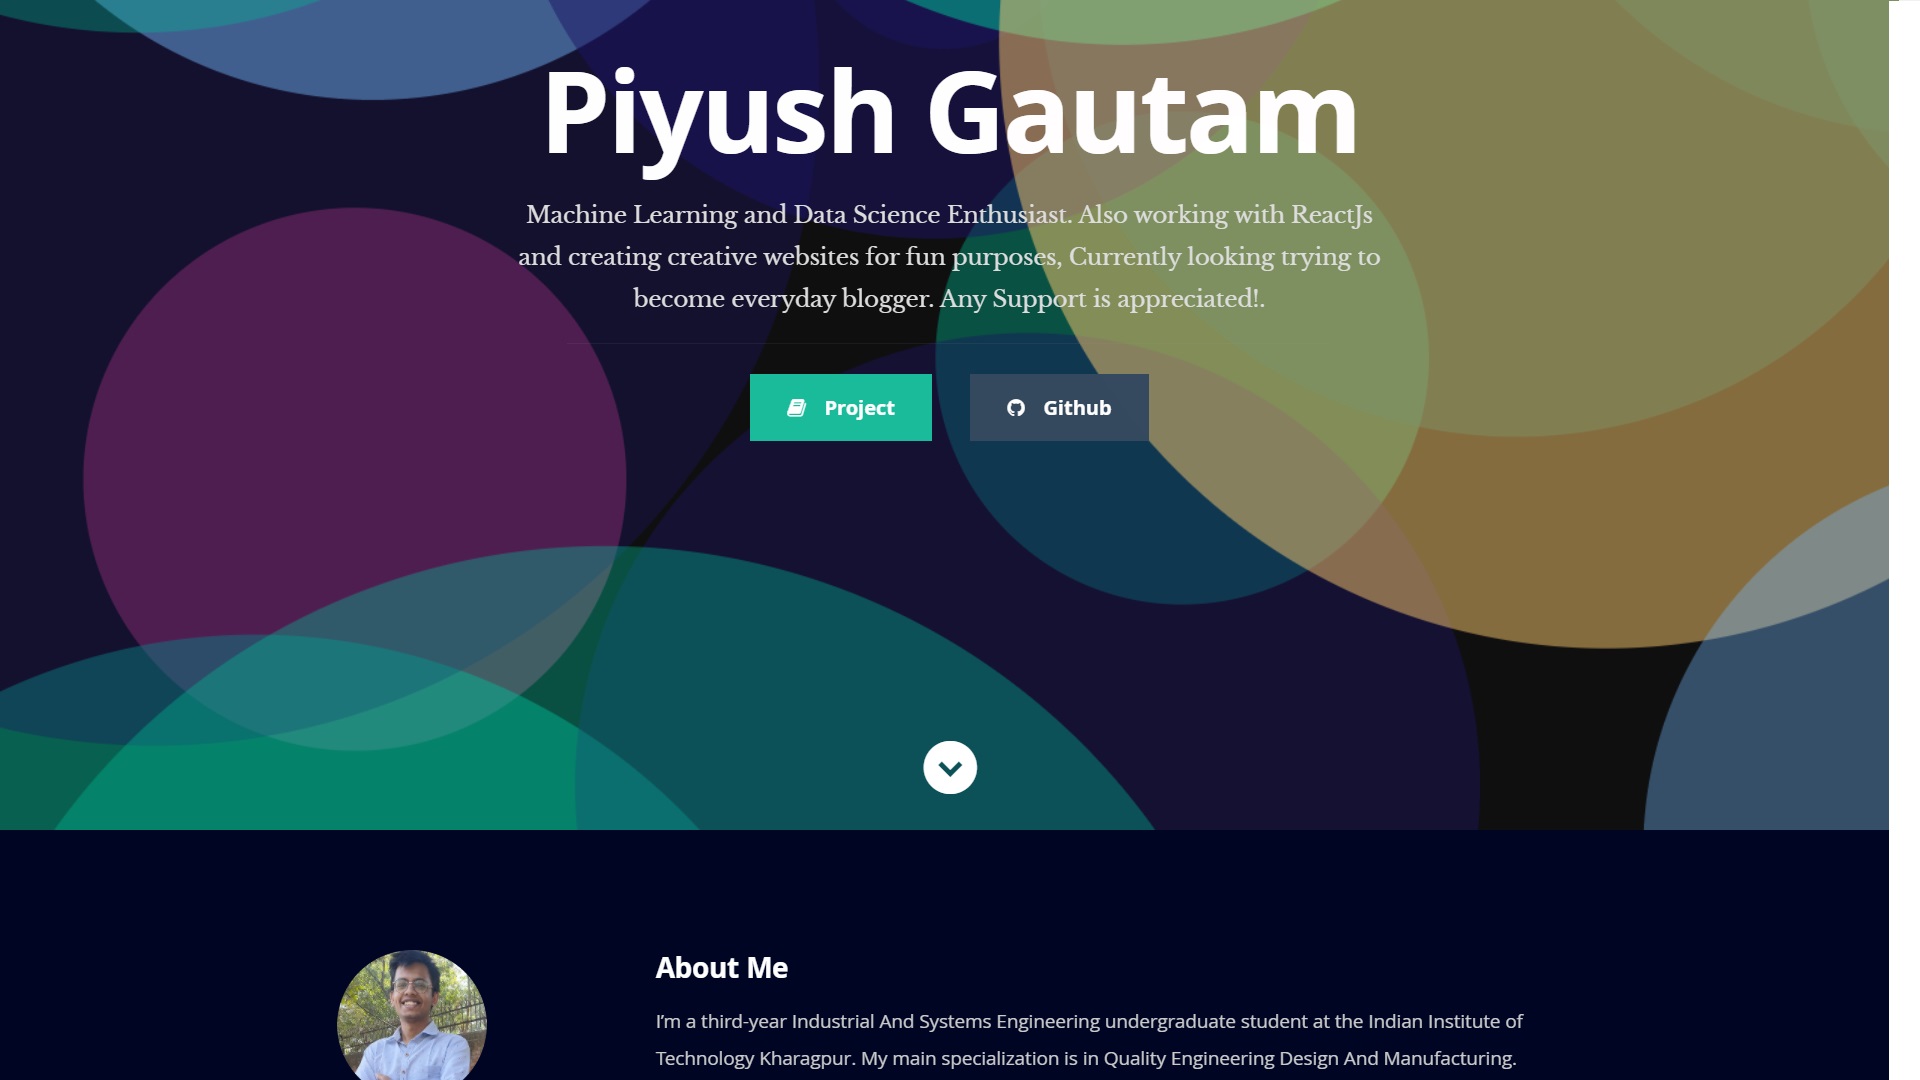 Piyush Gautam
Machine Learning and Data Science Enthusiast. Also working with ReactJs
and creating creative websites for fun purposes, Currently looking trying to
become everyday blogger. Any Support is appreciated!.
Project
Github
About Me
I’m a third-year Industrial And Systems Engineering undergraduate student at the Indian Institute of
Technology Kharagpur. My main specialization is in Quality Engineering Design And Manufacturing.